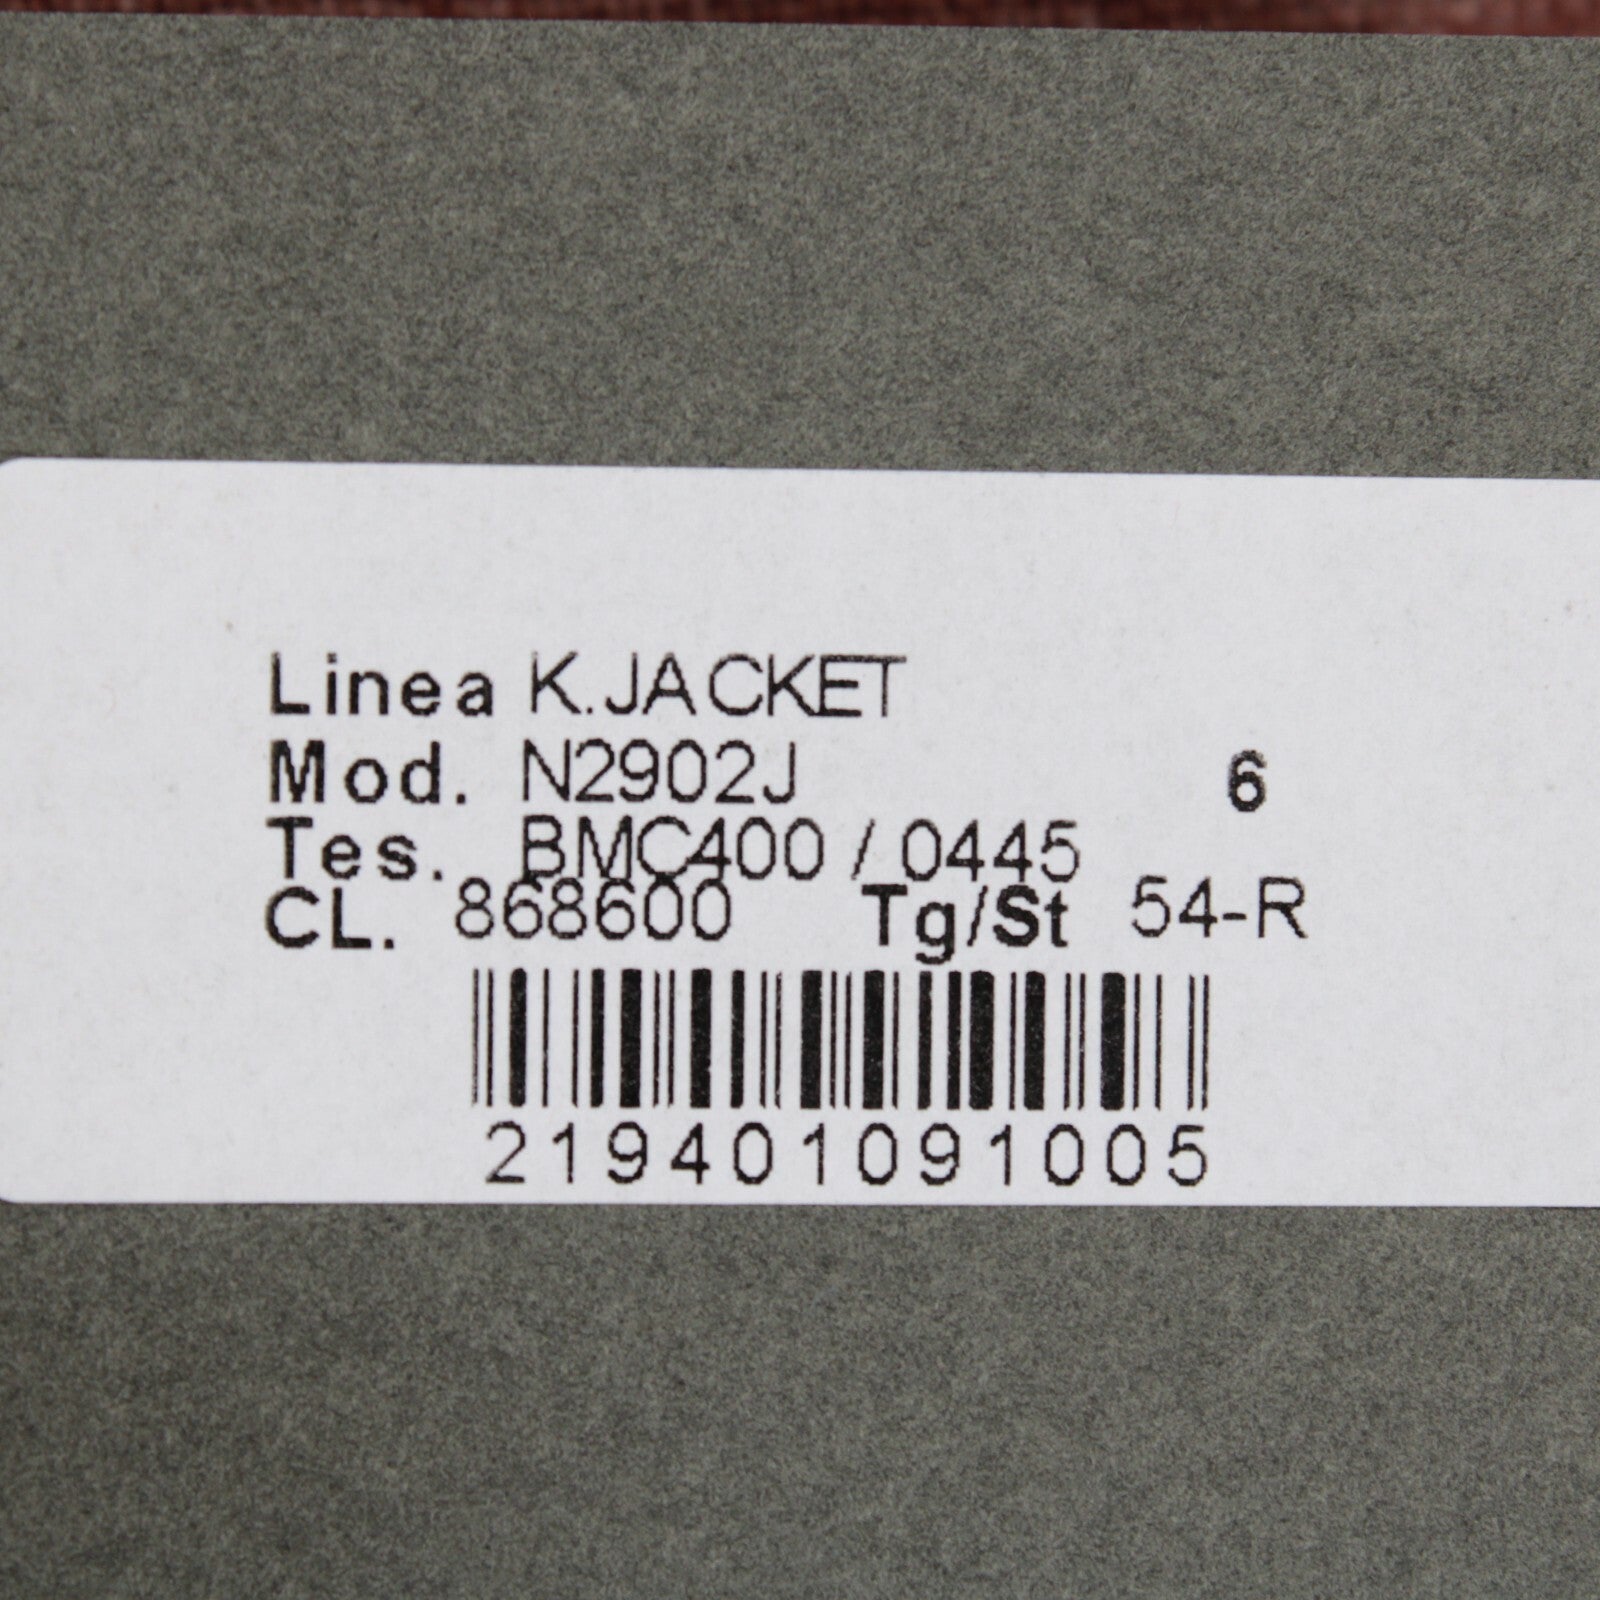 Linea K.JACKET
Mod. N2902J 6
Tes. BMC400 / 0445
CL. 868600 Tg/St 54-R
219401091005